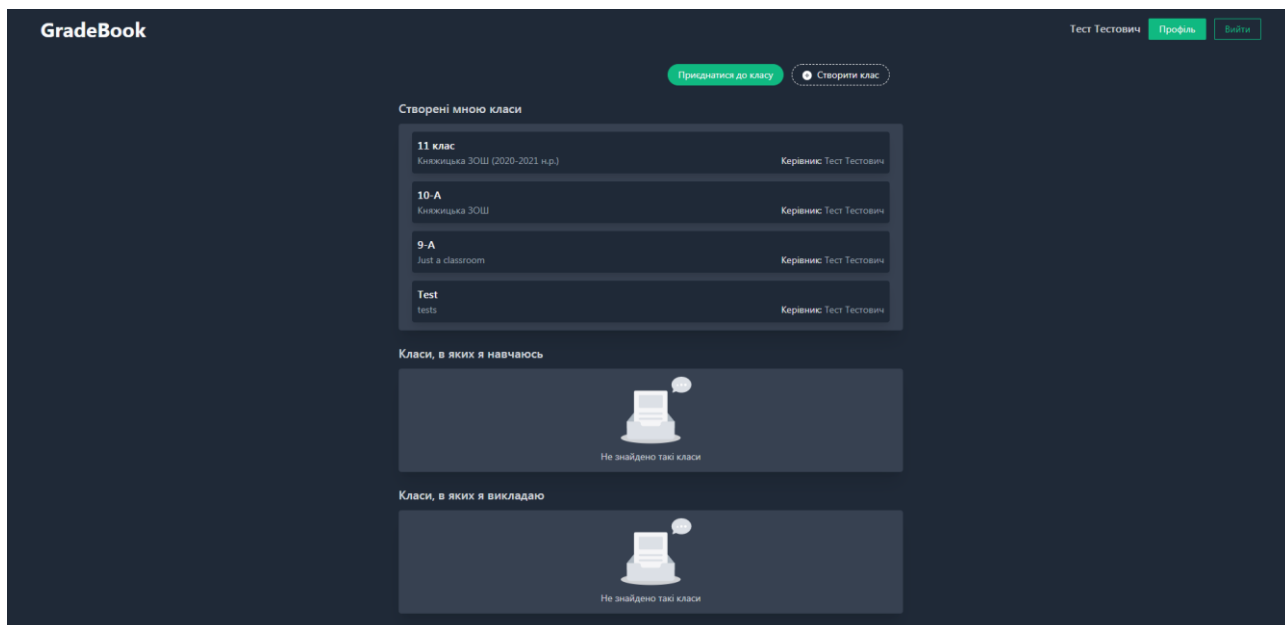 GradeBook
Тест Тестович Профіль Вийти
Приєднатися до класу Створити клас
Створені мною класи
11 клас
Княжицька ЗОШ (2020-2021 н.р.) Керівник: Тест Тестович
10-А
Княжицька ЗОШ Керівник: Тест Тестович
9-А
Just a classroom Керівник: Тест Тестович
Test
tests Керівник: Тест Тестович
Класи, в яких я навчаюсь
Не знайдено такі класи
Класи, в яких я викладаю
Не знайдено такі класи